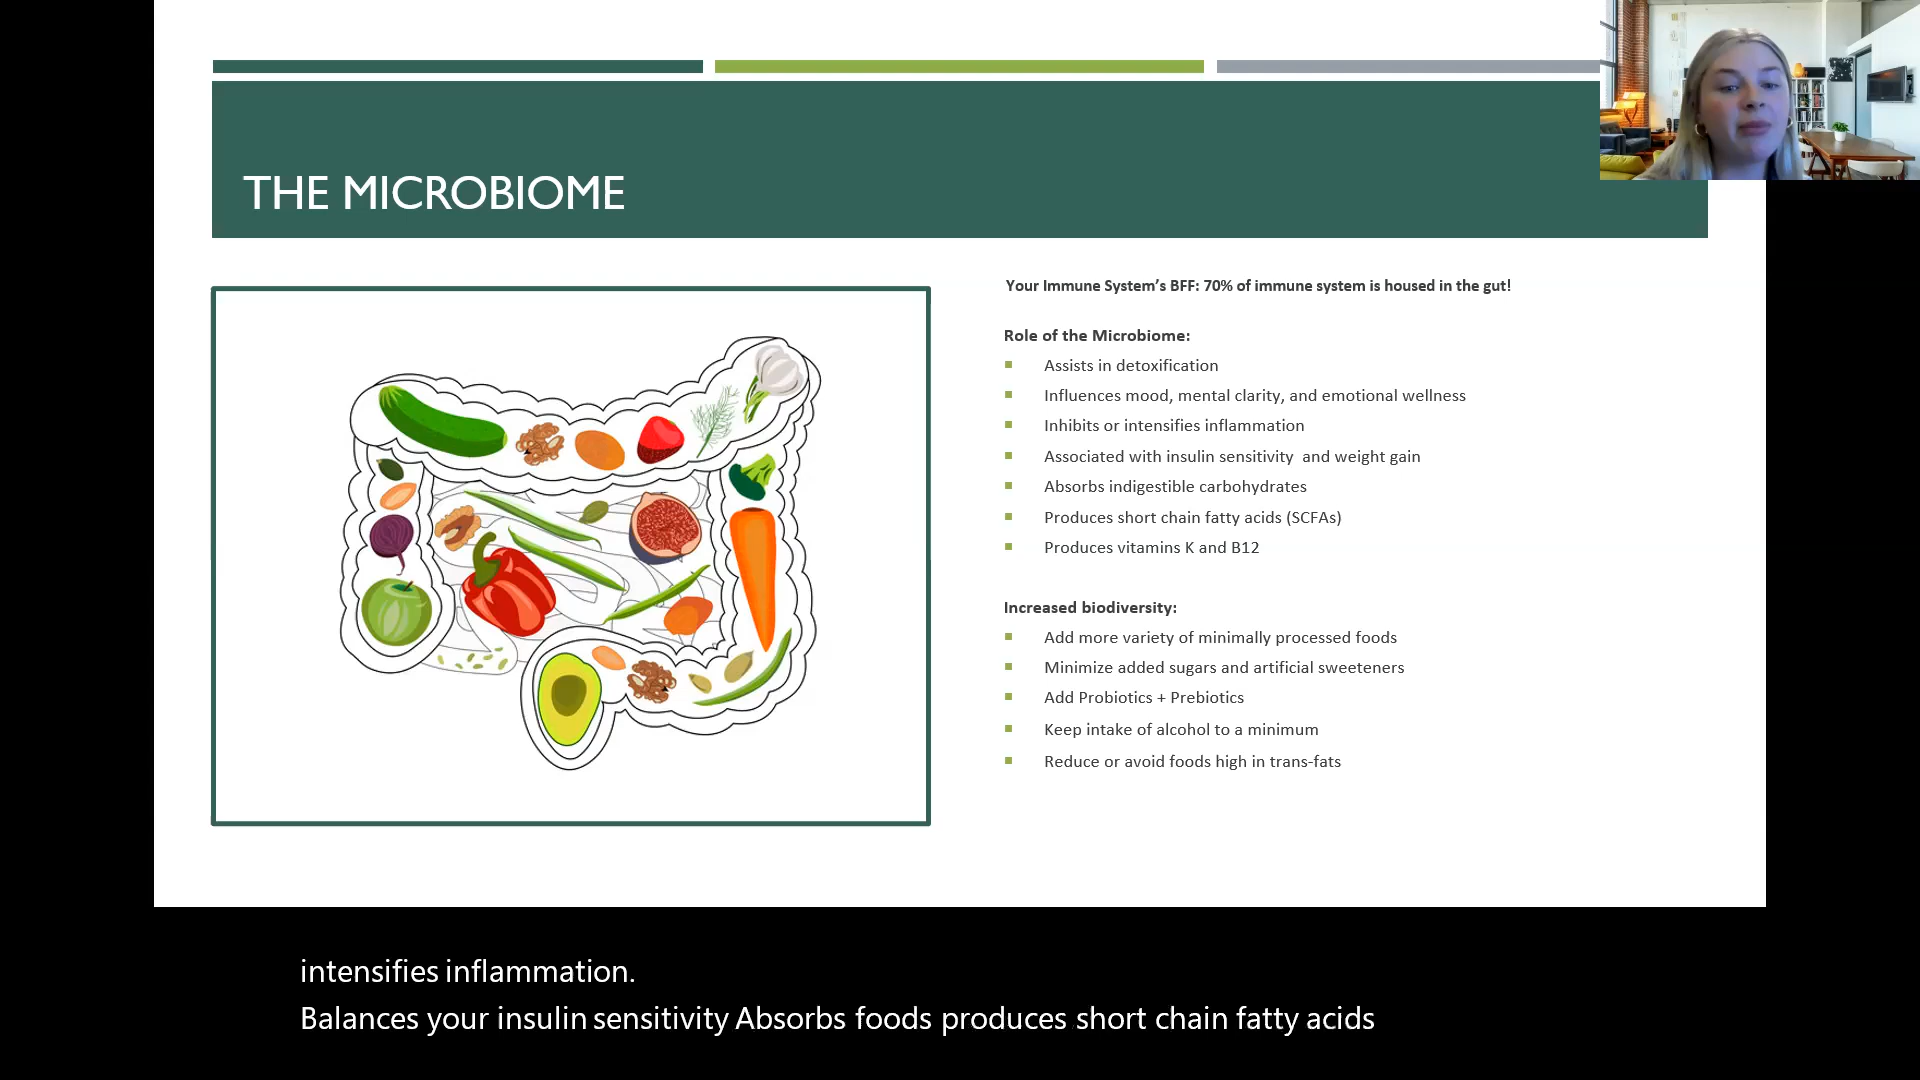 THE MICROBIOME
Your Immune System’s BFF: 70% of immune system is housed in the gut!
Role of the Microbiome:
Assists in detoxification
Influences mood, mental clarity, and emotional wellness
Inhibits or intensifies inflammation
Associated with insulin sensitivity  and weight gain
Absorbs indigestible carbohydrates
Produces short chain fatty acids (SCFAs)
Produces vitamins K and B12
Increased biodiversity:
Add more variety of minimally processed foods
Minimize added sugars and artificial sweeteners
Add Probiotics + Prebiotics
Keep intake of alcohol to a minimum
Reduce or avoid foods high in trans-fats
intensifies inflammation.
Balances your insulin sensitivity Absorbs foods produces short chain fatty acids